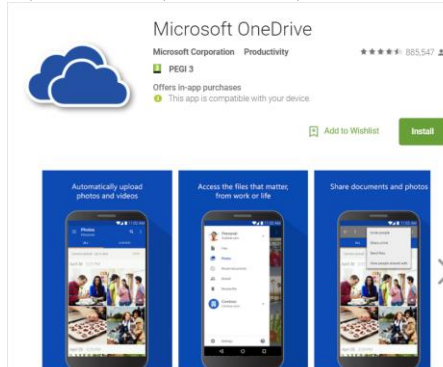 Microsoft OneDrive
Microsoft Corporation Productivity 885,547
PEGI 3
Offers in-app purchases
This app is compatible with your device.
Add to Wishlist Install
Automatically upload
photos and videos
Access the files that matter,
from work or life
Share documents and photos
Photos